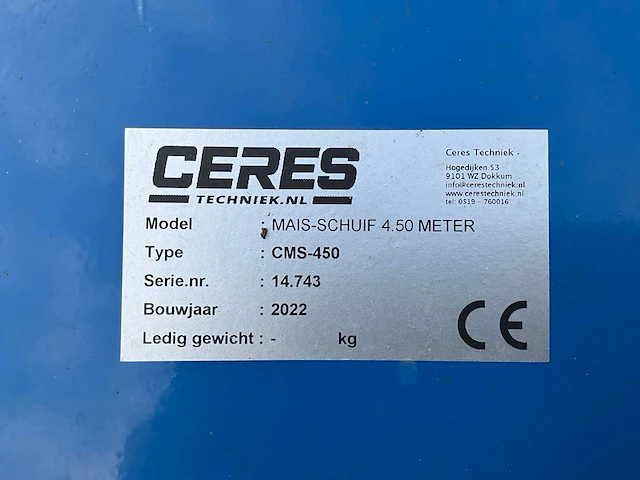 CERES
TECHNIEK.NL
Ceres Techniek -
Hogedijken 53
9101 WZ Dokkum
info@cerestechniek.nl
www.cerestechniek.nl
tel: 0519 - 760016
Model : MAIS-SCHUIF 4.50 METER
Type : CMS-450
Serie.nr. : 14.743
Bouwjaar : 2022
Ledig gewicht : - kg
CE